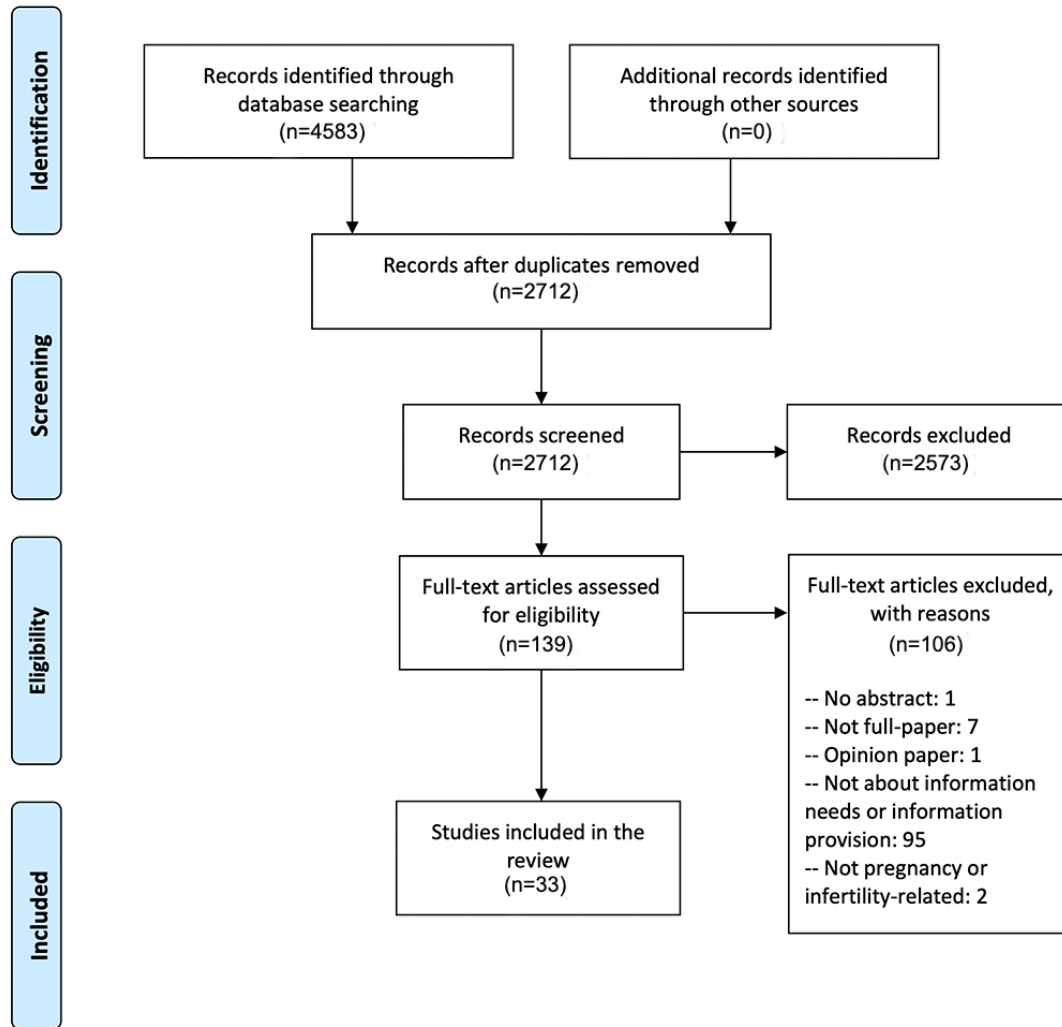 Identification
Records identified through
database searching
(n=4583)
Additional records identified
through other sources
(n=0)
Records after duplicates removed
(n=2712)
Screening
Records screened
(n=2712)
Records excluded
(n=2573)
Eligibility
Full-text articles assessed
for eligibility
(n=139)
Full-text articles excluded,
with reasons
(n=106)
-- No abstract: 1
-- Not full-paper: 7
-- Opinion paper: 1
-- Not about information
needs or information
provision: 95
-- Not pregnancy or
infertility-related: 2
Included
Studies included in the
review
(n=33)